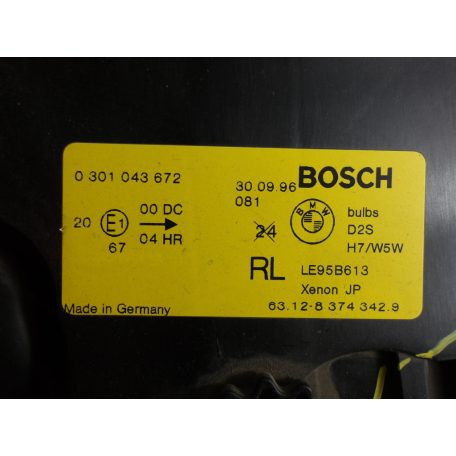 BOSCH
0 301 043 672
30.09.96
081
20 E1 00 DC
67 04 HR
24
BMW
bulbs
D2S
H7/W5W
RL LE95B613
Xenon JP
Made in Germany 63.12-8 374 342.9